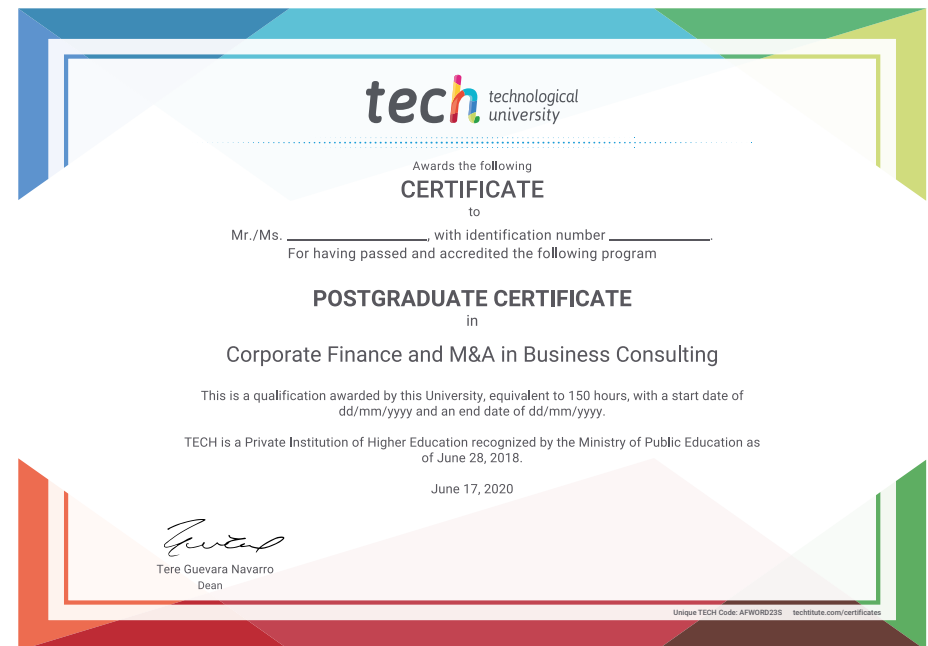 tech technological
university
Awards the following
CERTIFICATE
to
Mr./Ms. ____________________, with identification number ______________.
For having passed and accredited the following program
POSTGRADUATE CERTIFICATE
in
Corporate Finance and M&A in Business Consulting
This is a qualification awarded by this University, equivalent to 150 hours, with a start date of
dd/mm/yyyy and an end date of dd/mm/yyyy.
TECH is a Private Institution of Higher Education recognized by the Ministry of Public Education as
of June 28, 2018.
June 17, 2020
Tere Guevara Navarro
Dean
Unique TECH Code: AFWORD23S techtitute.com/certificates